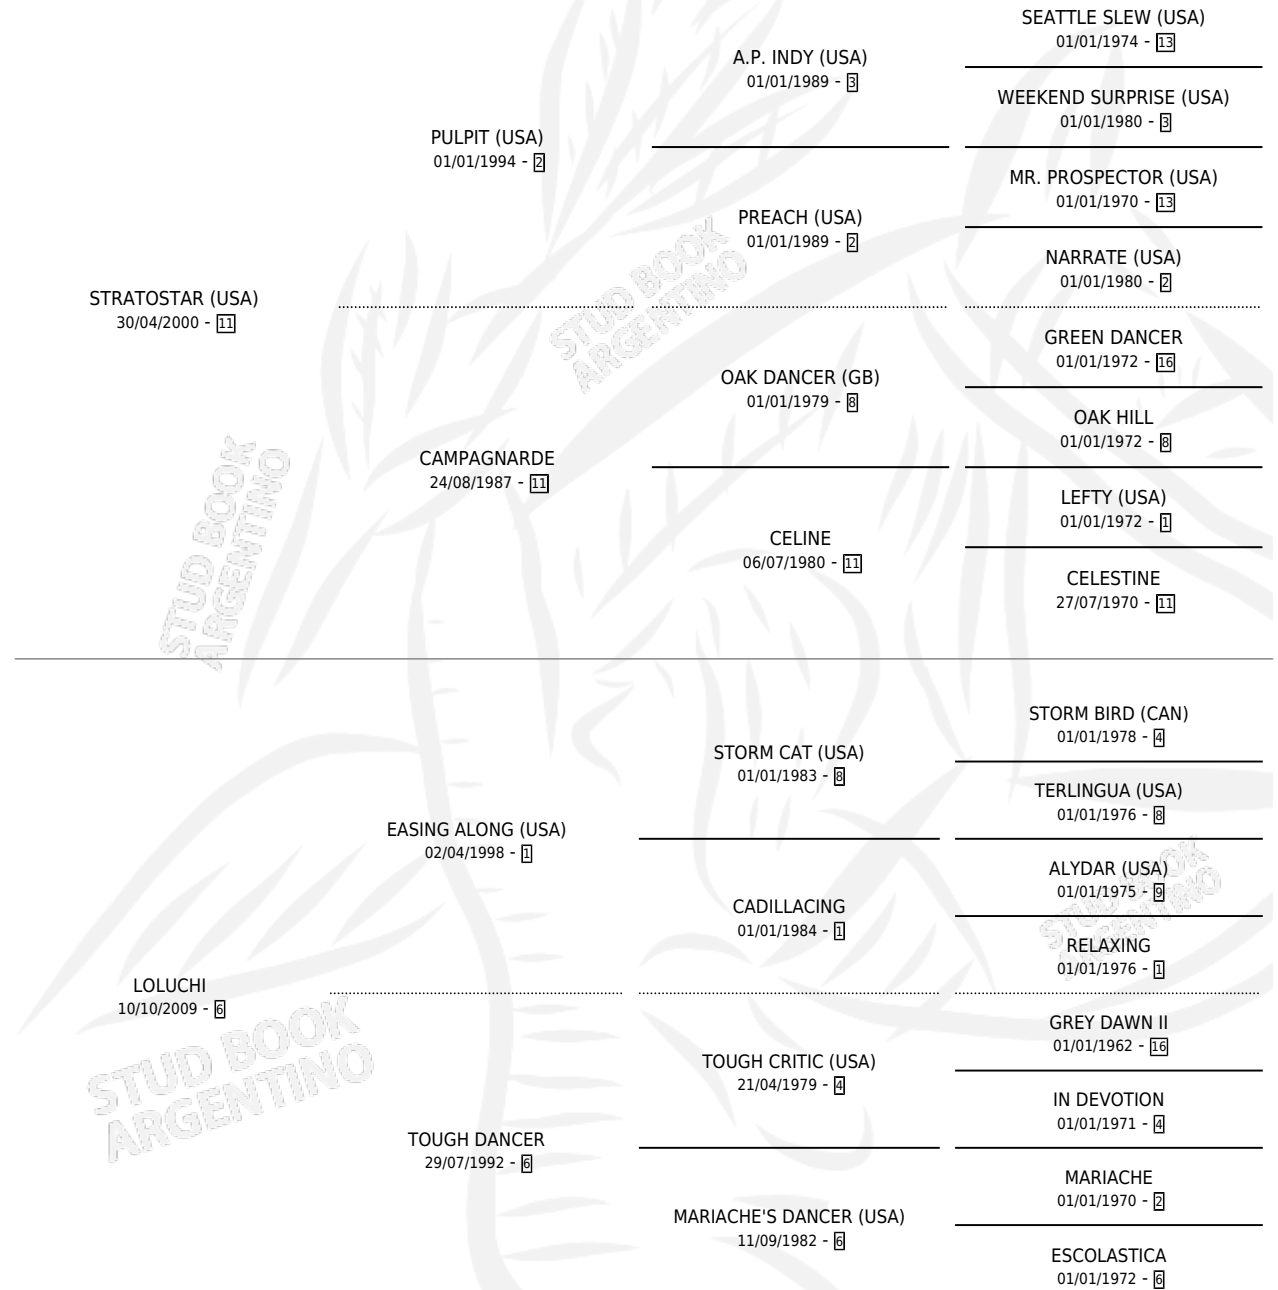 SEATTLE SLEW (USA)
01/01/1974 - 13
A.P. INDY (USA)
01/01/1989 - 3
WEEKEND SURPRISE (USA)
01/01/1980 - 3
PULPIT (USA)
01/01/1994 - 2
MR. PROSPECTOR (USA)
01/01/1970 - 13
PREACH (USA)
01/01/1989 - 2
NARRATE (USA)
01/01/1980 - 2
STRATOSTAR (USA)
30/04/2000 - 11
GREEN DANCER
01/01/1972 - 16
OAK DANCER (GB)
01/01/1979 - 8
OAK HILL
01/01/1972 - 8
CAMPAGNARDE
24/08/1987 - 11
LEFTY (USA)
01/01/1972 - 1
CELINE
06/07/1980 - 11
CELESTINE
27/07/1970 - 11
STORM BIRD (CAN)
01/01/1978 - 4
STORM CAT (USA)
01/01/1983 - 8
TERLINGUA (USA)
01/01/1976 - 8
EASING ALONG (USA)
02/04/1998 - 1
ALYDAR (USA)
01/01/1975 - 9
CADILLACING
01/01/1984 - 1
RELAXING
01/01/1976 - 1
LOLUCHI
10/10/2009 - 6
GREY DAWN II
01/01/1962 - 16
TOUGH CRITIC (USA)
21/04/1979 - 4
IN DEVOTION
01/01/1971 - 4
TOUGH DANCER
29/07/1992 - 6
MARIACHE
01/01/1970 - 2
MARIACHE'S DANCER (USA)
11/09/1982 - 6
ESCOLASTICA
01/01/1972 - 6
STUD BOOK
ARGENTINO
STUD BOOK
ARGENTINO
STUD BOOK
ARGENTINO
STUD BOOK
ARGENTINO